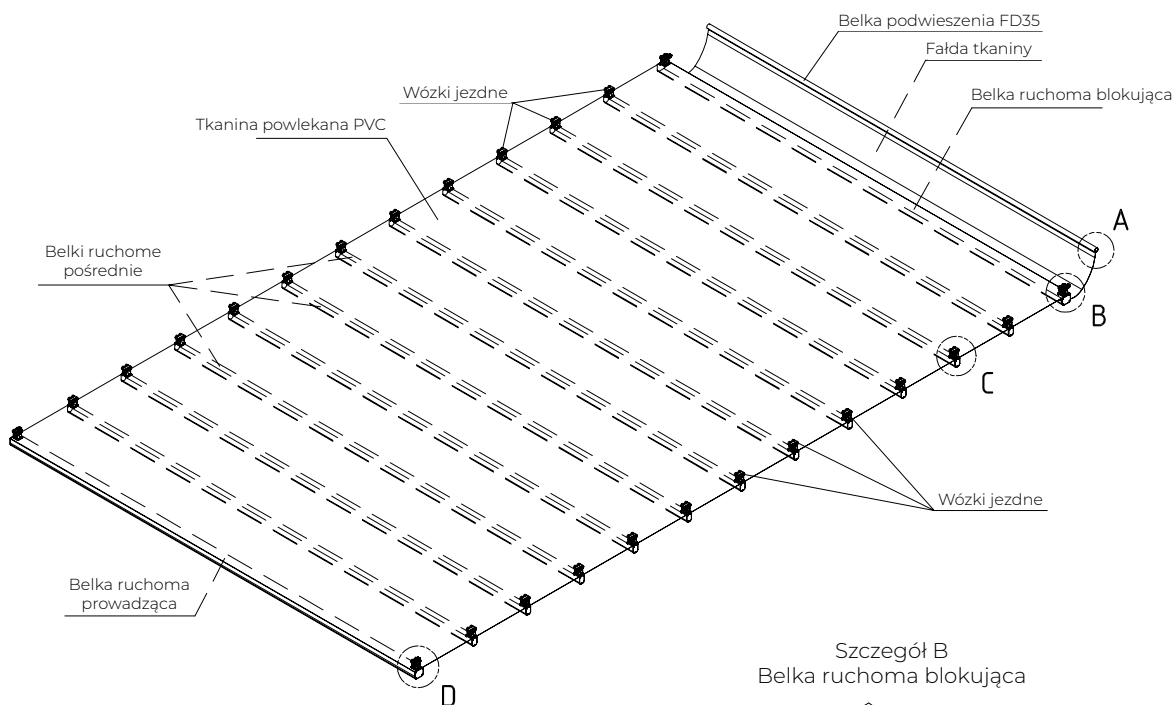 Belka podwieszenia FD35
Fałda tkaniny
Belka ruchoma blokująca
Wózki jezdne
Tkanina powlekana PVC
A
Belki ruchome
pośrednie
B
C
Wózki jezdne
Belka ruchoma
prowadząca
D
Szczegół B
Belka ruchoma blokująca